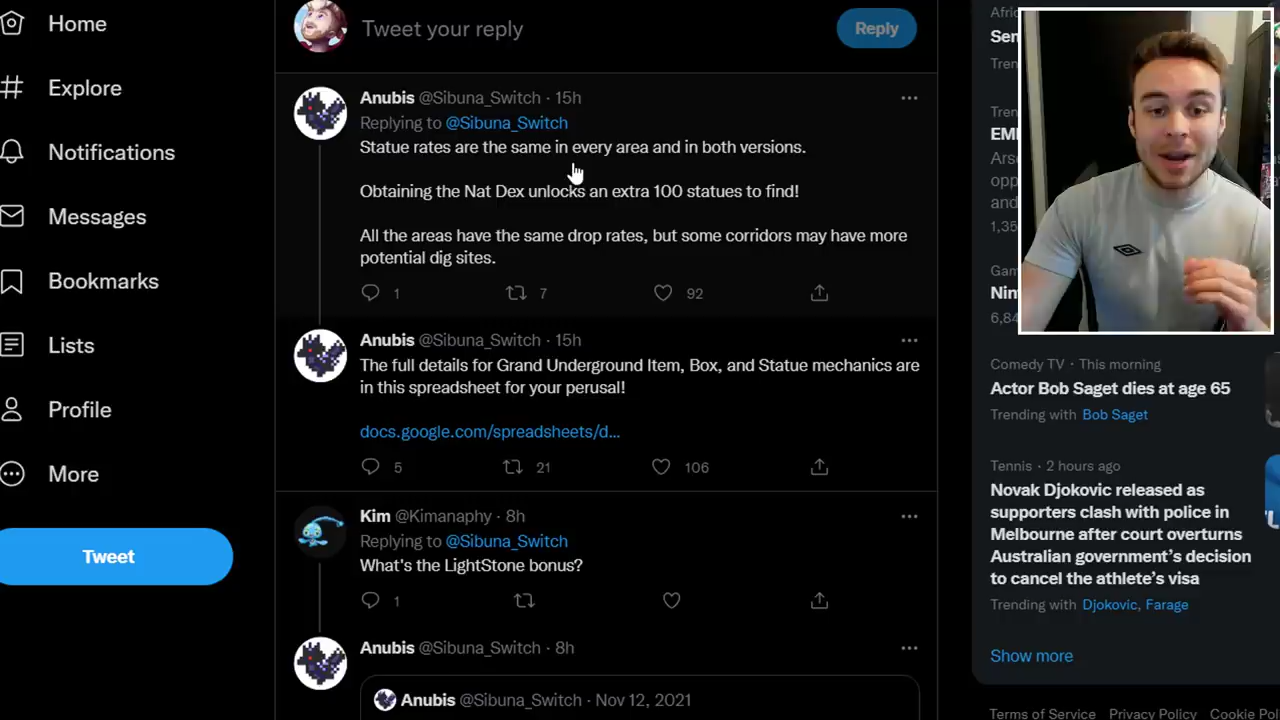 Home
Explore
Notifications
Messages
Bookmarks
Lists
Profile
More
Tweet
Tweet your reply
Reply
Anubis @Sibuna_Switch · 15h
Replying to @Sibuna_Switch
Statue rates are the same in every area and in both versions.
Obtaining the Nat Dex unlocks an extra 100 statues to find!
All the areas have the same drop rates, but some corridors may have more
potential dig sites.
1 7 92
Anubis @Sibuna_Switch · 15h
The full details for Grand Underground Item, Box, and Statue mechanics are
in this spreadsheet for your perusal!
docs.google.com/spreadsheets/d...
5 21 106
Kim @Kimanaphy · 8h
Replying to @Sibuna_Switch
What's the LightStone bonus?
1
Anubis @Sibuna_Switch · 8h
Anubis @Sibuna_Switch · Nov 12, 2021
and
Comedy TV · This morning
Actor Bob Saget dies at age 65
Trending with Bob Saget
Tennis · 2 hours ago
Novak Djokovic released as
supporters clash with police in
Melbourne after court overturns
Australian government's decision
to cancel the athlete's visa
Trending with Djokovic, Farage
Show more
Terms of Service Privacy Policy Cookie